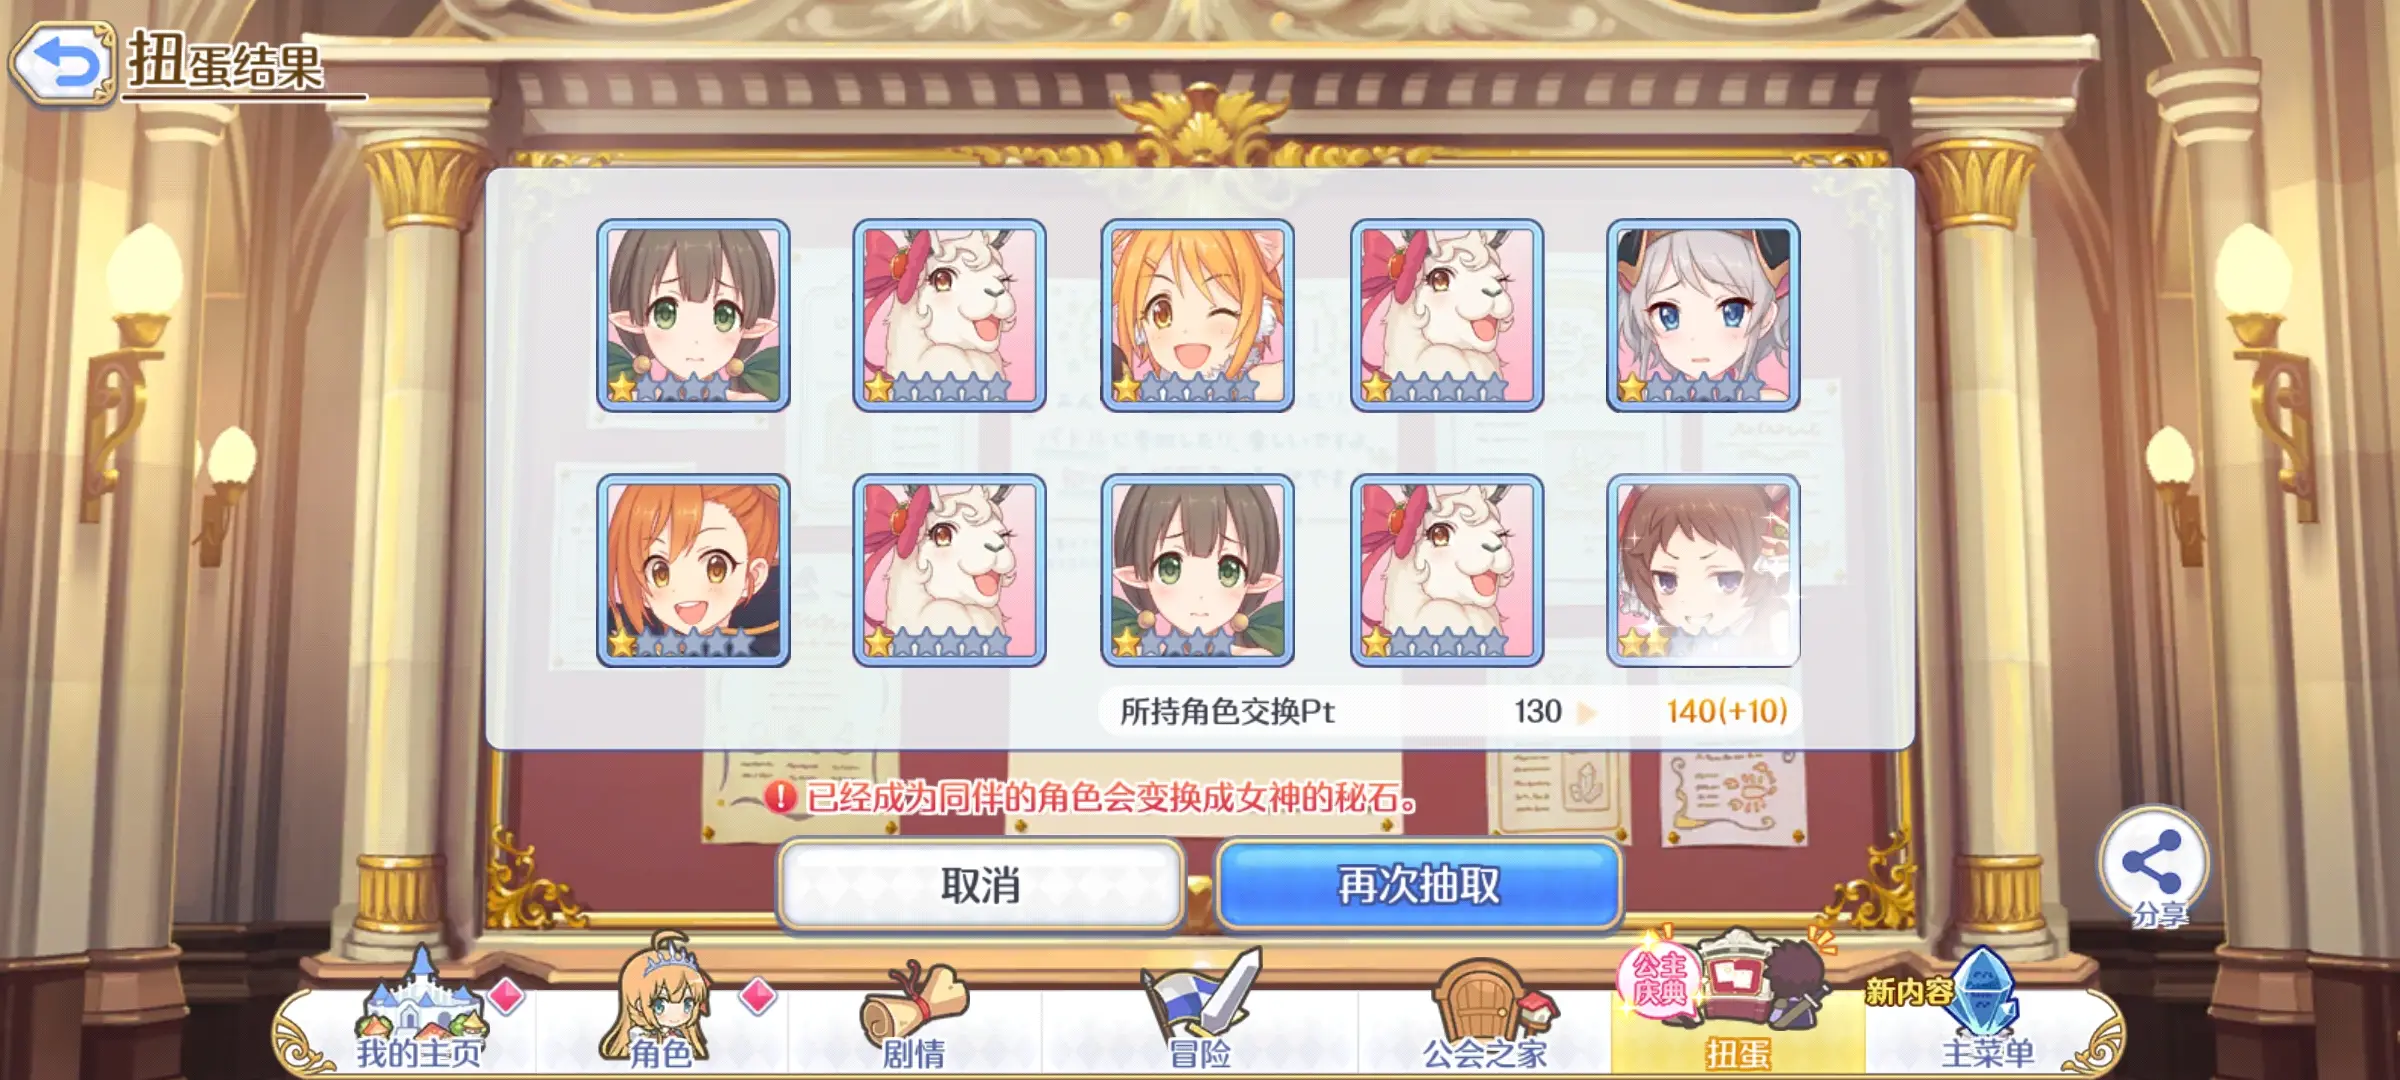 扭蛋结果
所持角色交换Pt 130 140(+10)
已经成为同伴的角色会变换成女神的秘石。
取消
再次抽取
分享
公主
庆典
新内容
我的主页
角色
剧情
冒险
公会之家
扭蛋
主菜单